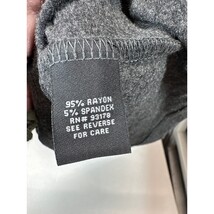 95% RAYON
5% SPANDEX
RN# 93178
SEE REVERSE
FOR CARE